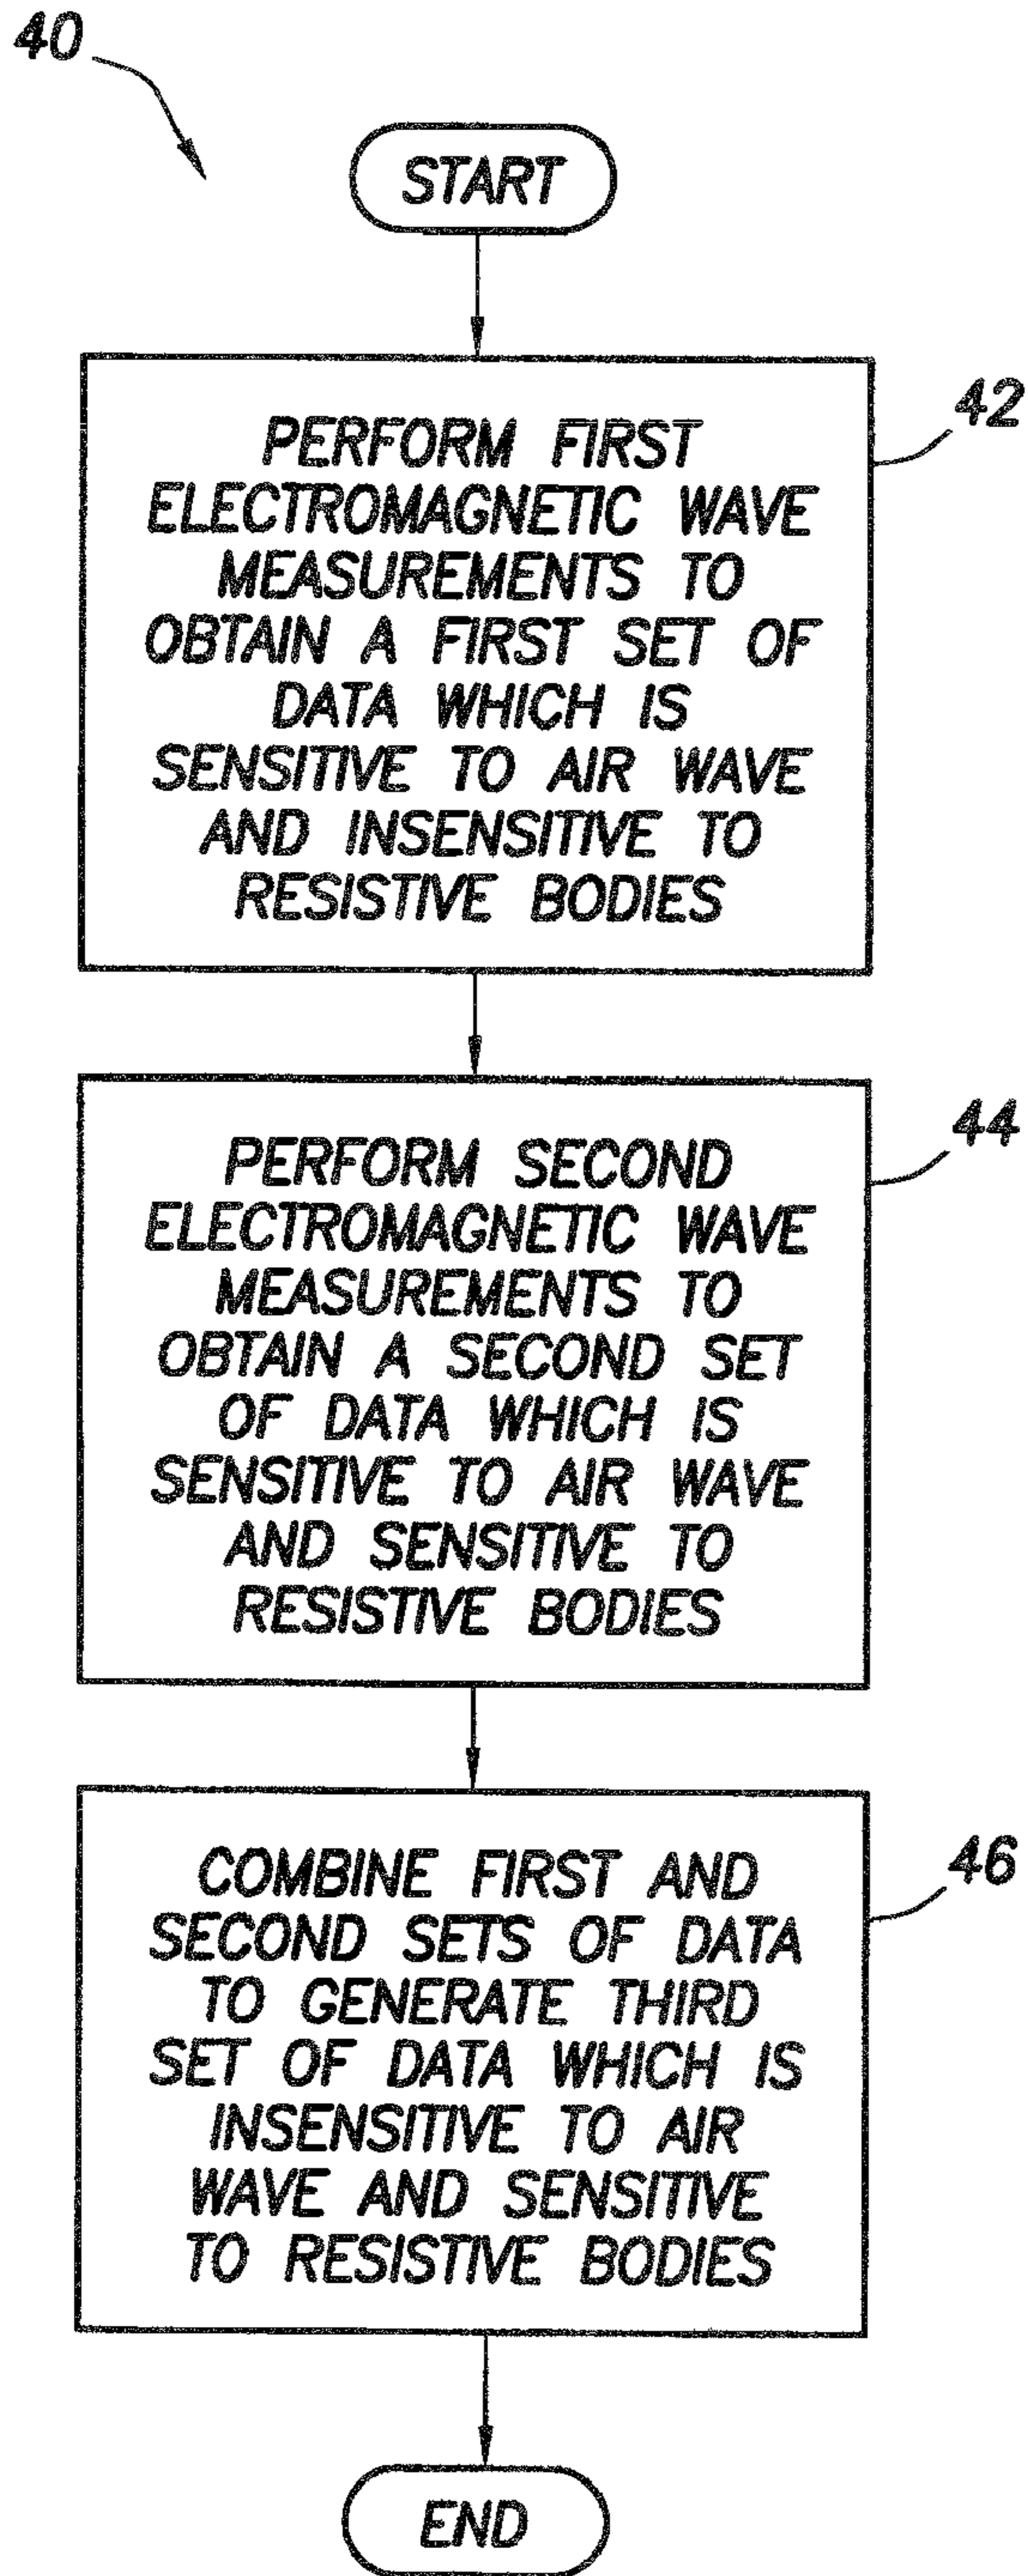 40
START
42
PERFORM FIRST
ELECTROMAGNETIC WAVE
MEASUREMENTS TO
OBTAIN A FIRST SET OF
DATA WHICH IS
SENSITIVE TO AIR WAVE
AND INSENSITIVE TO
RESISTIVE BODIES
44
PERFORM SECOND
ELECTROMAGNETIC WAVE
MEASUREMENTS TO
OBTAIN A SECOND SET
OF DATA WHICH IS
SENSITIVE TO AIR WAVE
AND SENSITIVE TO
RESISTIVE BODIES
46
COMBINE FIRST AND
SECOND SETS OF DATA
TO GENERATE THIRD
SET OF DATA WHICH IS
INSENSITIVE TO AIR
WAVE AND SENSITIVE
TO RESISTIVE BODIES
END